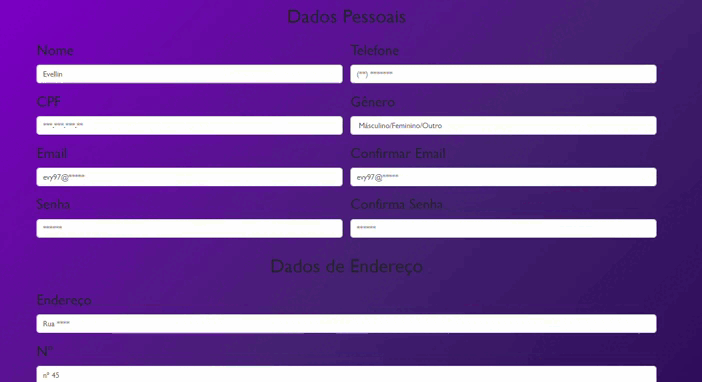 Dados Pessoais
Nome Telefone
Evellin (**) *******
CPF Gênero
***.***.***.** Másculino/Feminino/Outro
Email Confirmar Email
evy97@***** evy97@*****
Senha Confirma Senha
****** ******
Dados de Endereço
Endereço
Rua ****
Nº
nº 45